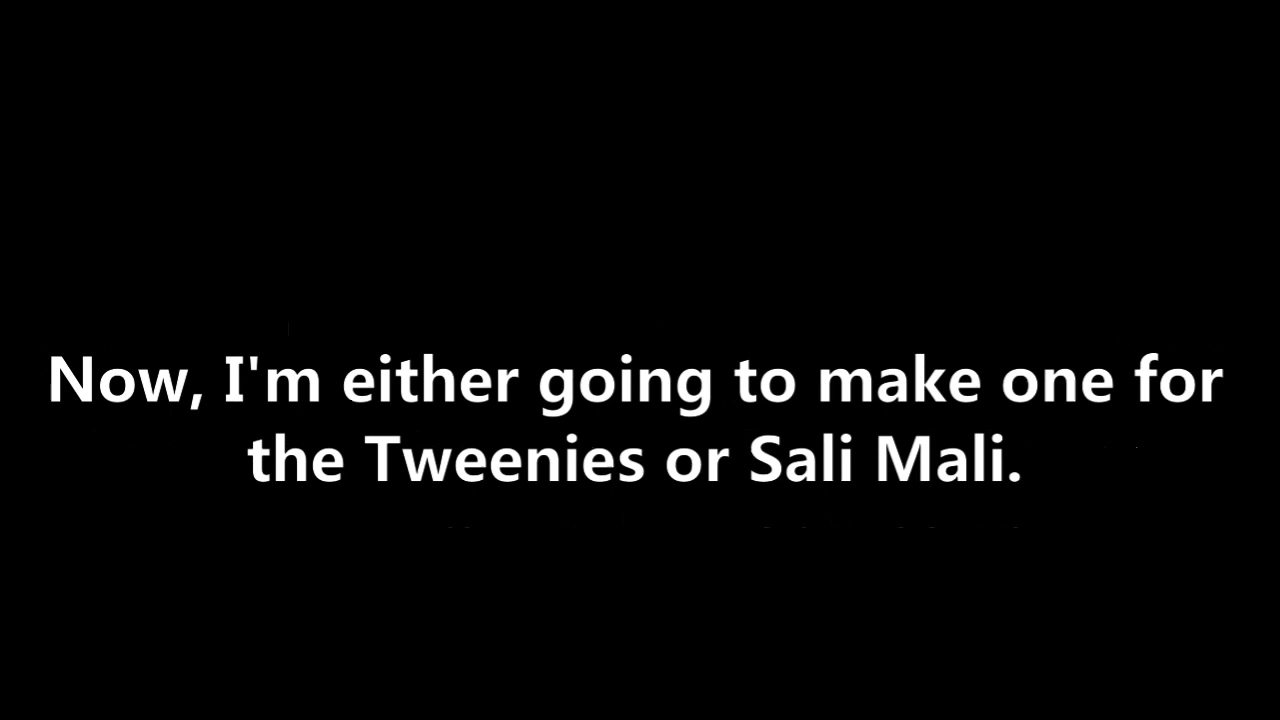 Now, I'm either going to make one for
the Tweenies or Sali Mali.